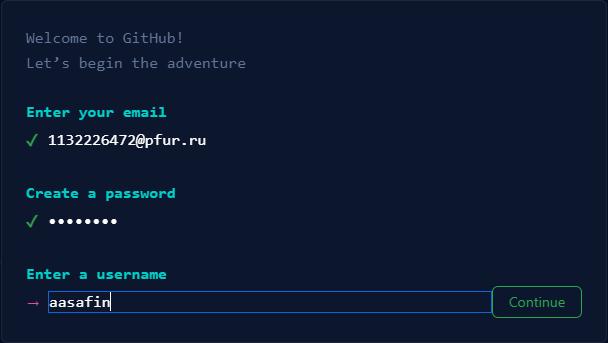 Welcome to GitHub!
Let’s begin the adventure
Enter your email
✓ 1132226472@pfur.ru
Create a password
✓ ••••••••
Enter a username
→ aasafin
Continue